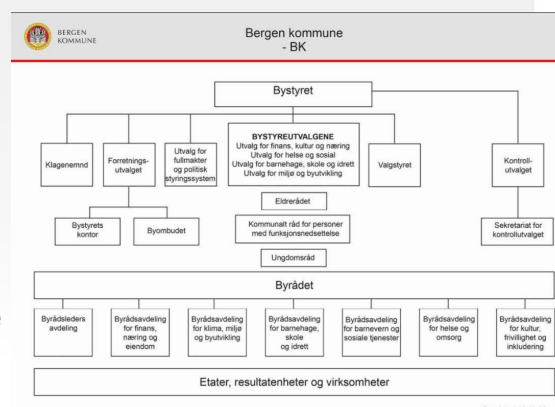 BERGEN
KOMMUNE
Bergen kommune
- BK
Bystyret
Klagenemnd
Forretnings-
utvalget
Utvalg for
fullmakter
og politisk
styringssystem
BYSTYREUTVALGENE
Utvalg for finans, kultur og næring
Utvalg for helse og sosial
Utvalg for barnehage, skole og idrett
Utvalg for miljø og byutvikling
Valgstyret
Kontroll-
utvalget
Bystyrets
kontor
Byombudet
Eldrerådet
Kommunalt råd for personer
med funksjonsnedsettelse
Ungdomsråd
Sekretariat for
kontrollutvalget
Byrådet
Byrådsleders
avdeling
Byrådsavdeling
for finans,
næring og
eiendom
Byrådsavdeling
for klima, miljø
og byutvikling
Byrådsavdeling
for barnehage,
skole
og idrett
Byrådsavdeling
for barnevern og
sosiale tjenester
Byrådsavdeling
for helse og
omsorg
Byrådsavdeling
for kultur,
frivillighet og
inkludering
Etater, resultatenheter og virksomheter